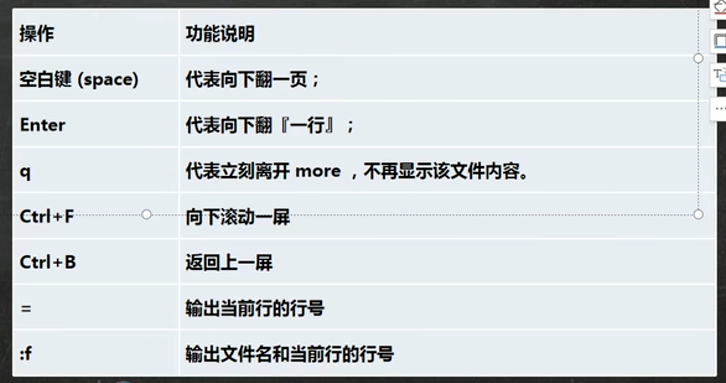 操作 功能说明
空白键 (space) 代表向下翻一页；
Enter 代表向下翻『一行』；
q 代表立刻离开 more ，不再显示该文件内容。
Ctrl+F 向下滚动一屏
Ctrl+B 返回上一屏
= 输出当前行的行号
:f 输出文件名和当前行的行号